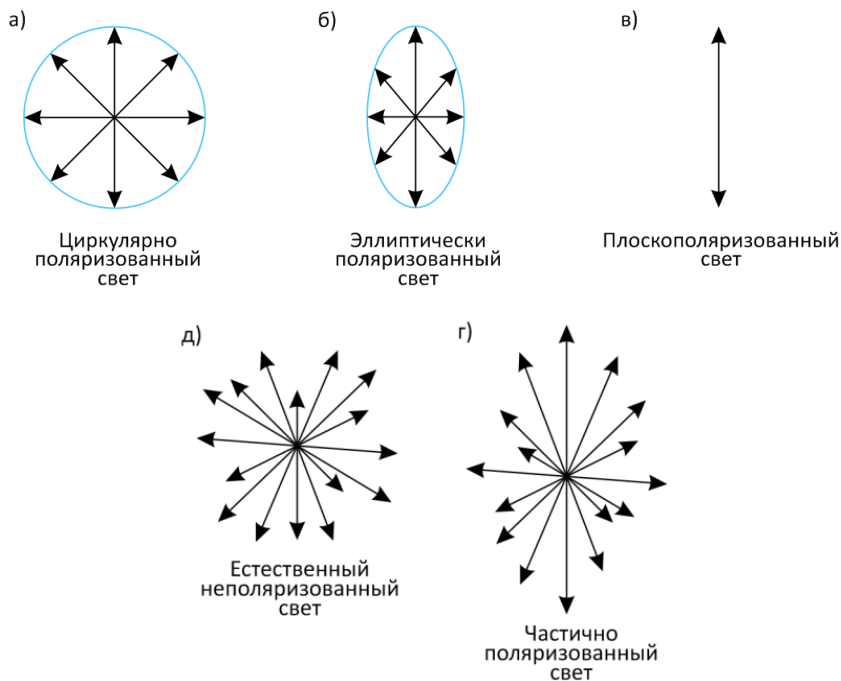 а)
Циркулярно
поляризованный
свет
б)
Эллиптически
поляризованный
свет
в)
Плоскополяризованный
свет
д)
Естественный
неполяризованный
свет
г)
Частично
поляризованный
свет